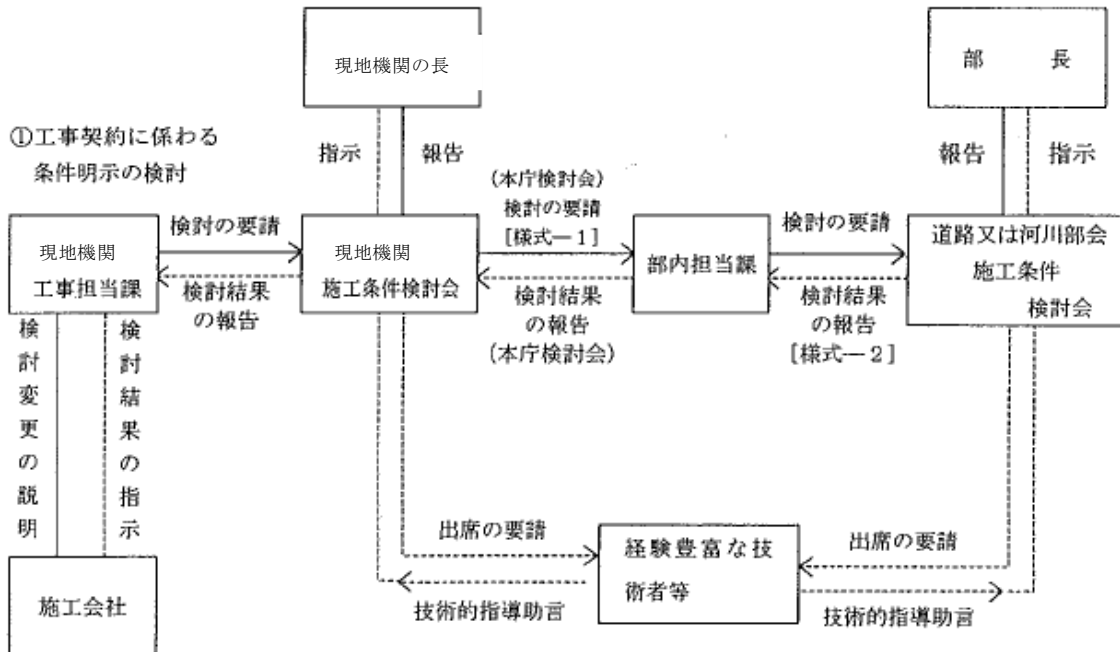 現地機関の長
部 長
①工事契約に係わる
条件明示の検討
指示
報告
報告
指示
(本庁検討会)
検討の要請
[様式―1]
検討の要請
検討の要請
現地機関
工事担当課
現地機関
施工条件検討会
部内担当課
道路又は河川部会
施工条件
検討会
検討結果
の報告
検討結果
の報告
(本庁検討会)
検討結果
の報告
[様式―2]
検討変更の説明
検討結果の指示
出席の要請
経験豊富な技
術者等
出席の要請
技術的指導助言
技術的指導助言
施工会社